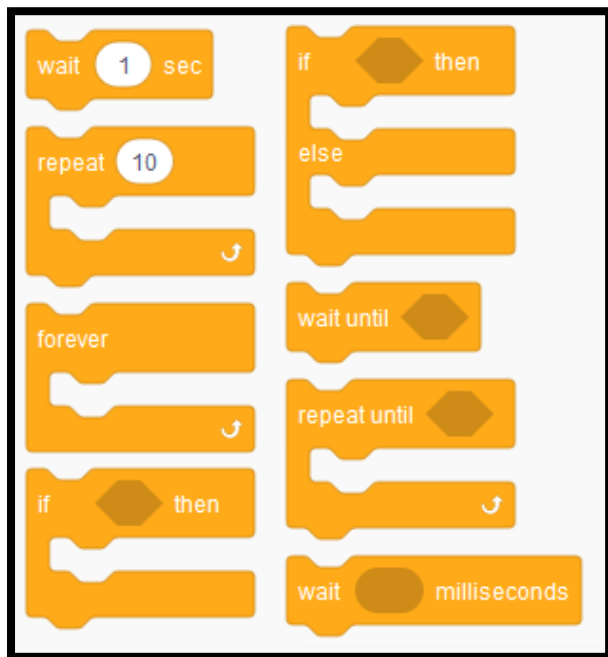 wait 1 sec
repeat 10
forever
if then
if then
else
wait until
repeat until
wait milliseconds